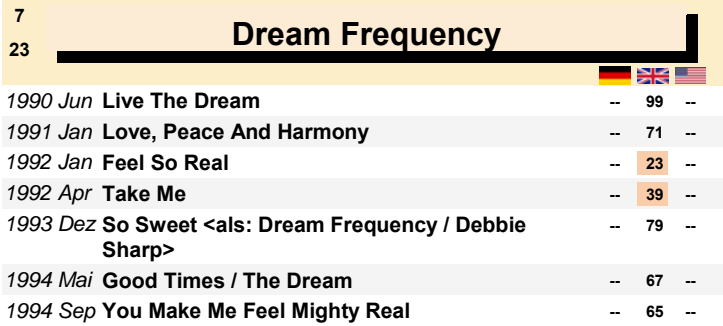 7
Dream Frequency
23
1990 Jun Live The Dream -- 99 --
1991 Jan Love, Peace And Harmony -- 71 --
1992 Jan Feel So Real -- 23 --
1992 Apr Take Me -- 39 --
1993 Dez So Sweet <als: Dream Frequency / Debbie -- 79 --
Sharp>
1994 Mai Good Times / The Dream -- 67 --
1994 Sep You Make Me Feel Mighty Real -- 65 --